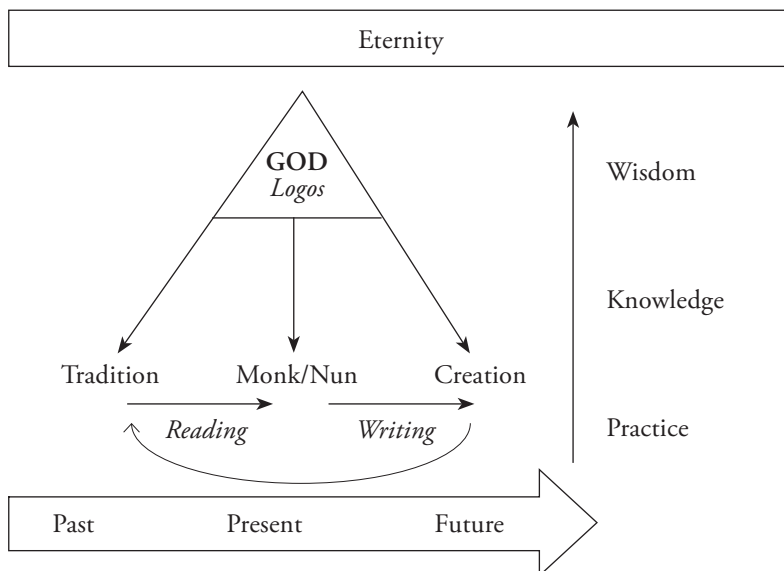 Eternity
GOD
Logos
Wisdom
Knowledge
Tradition Monk/Nun Creation
Reading Writing
Practice
Past Present Future